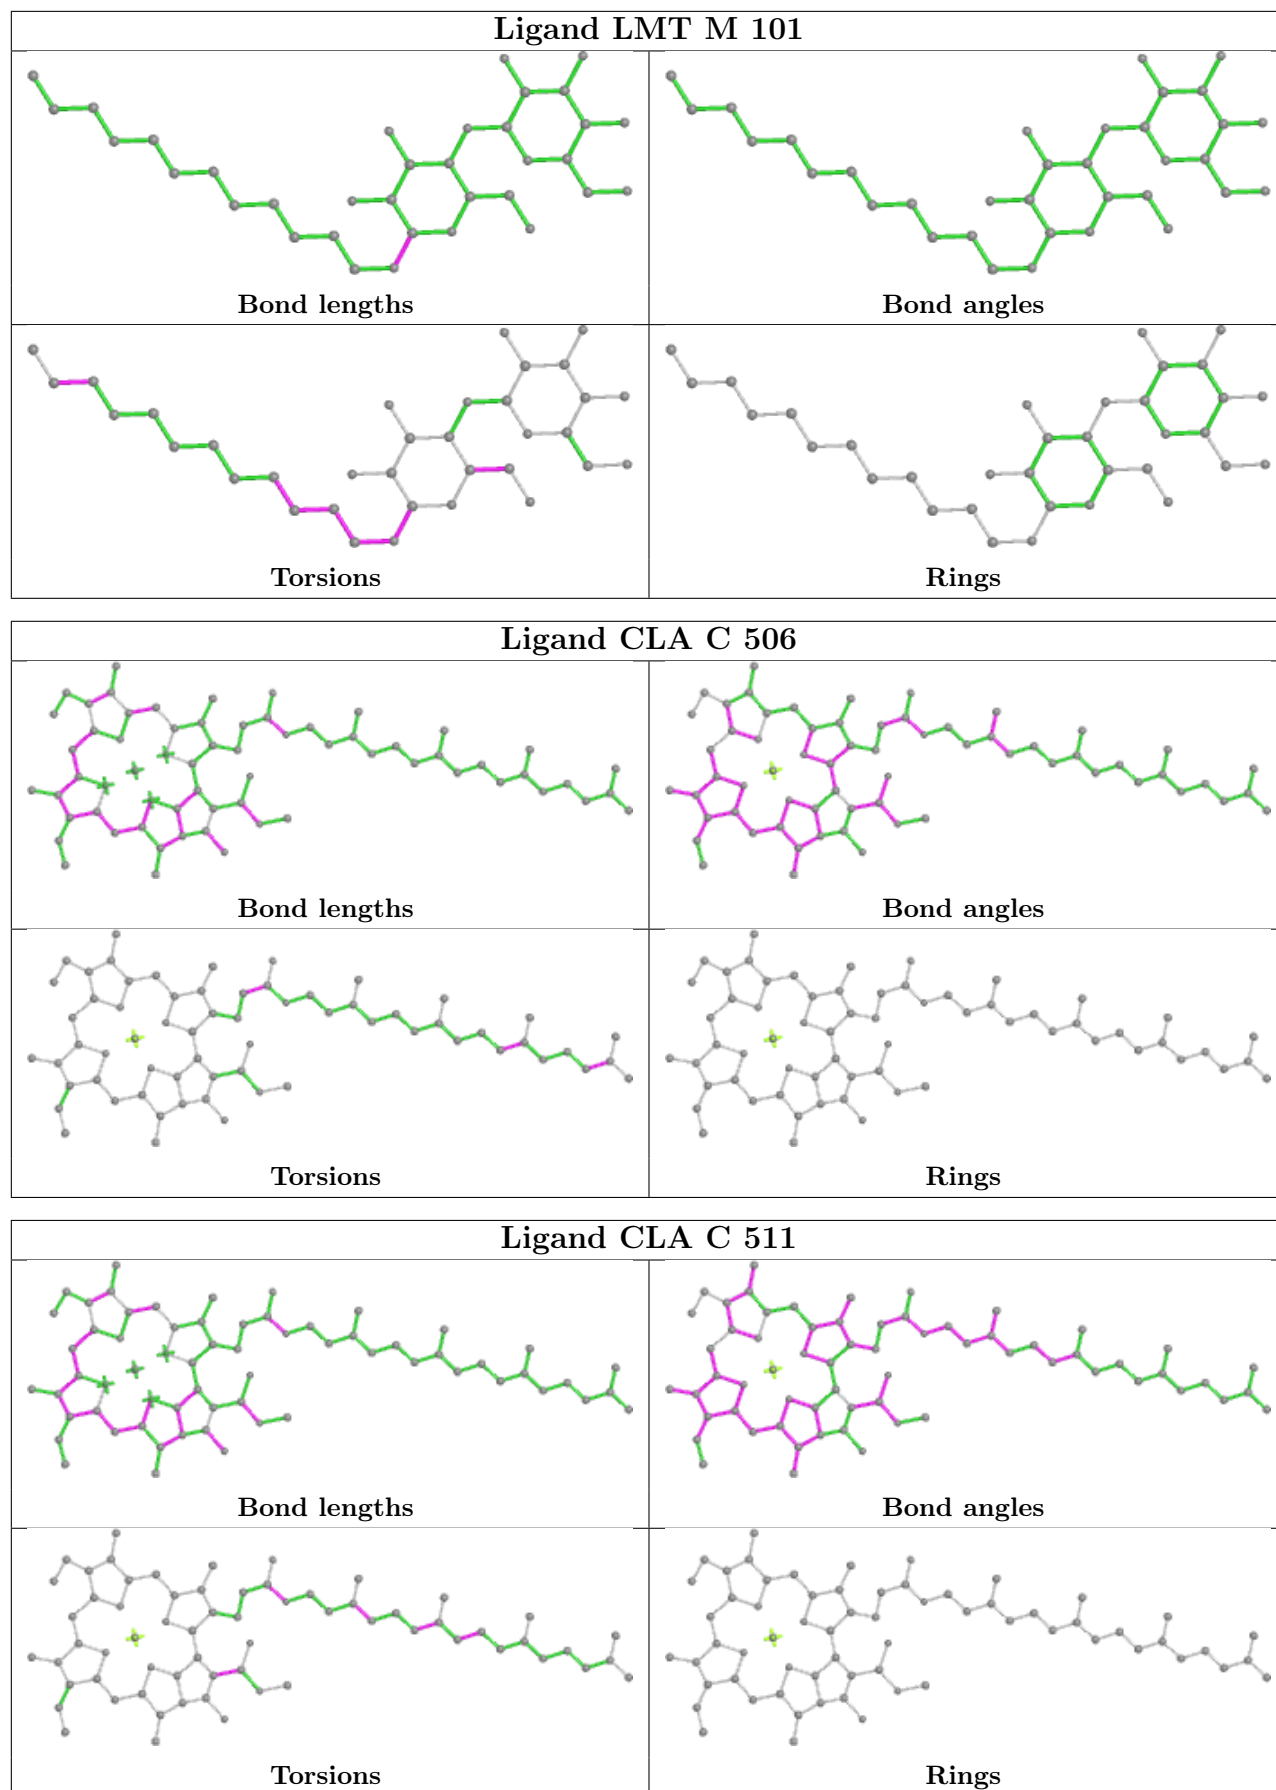 Ligand LMT M 101
Bond lengths
Bond angles
Torsions
Rings
Ligand CLA C 506
Bond lengths
Bond angles
Torsions
Rings
Ligand CLA C 511
Bond lengths
Bond angles
Torsions
Rings